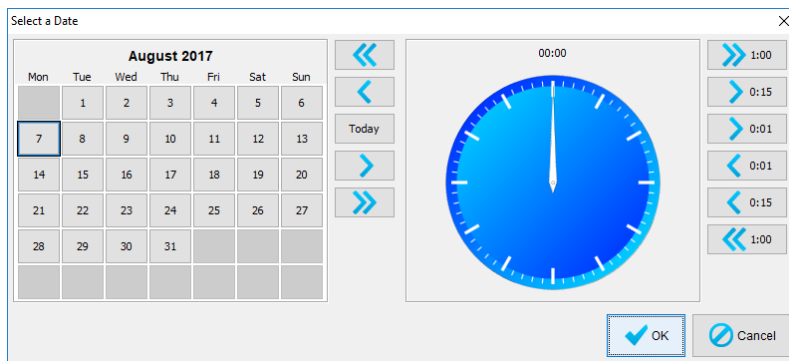 Select a Date
August 2017
Mon Tue Wed Thu Fri Sat Sun
1 2 3 4 5 6
7 8 9 10 11 12 13
14 15 16 17 18 19 20
21 22 23 24 25 26 27
28 29 30 31
Today
00:00
1:00
0:15
0:01
0:01
0:15
1:00
OK
Cancel